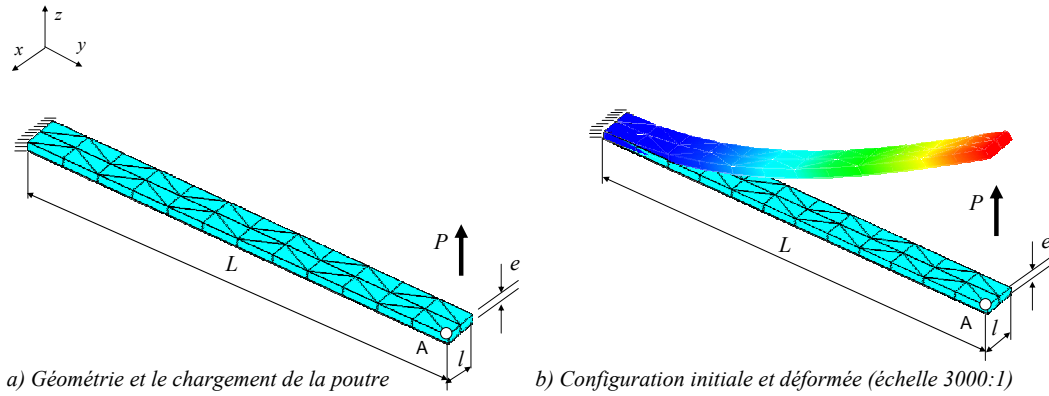 z
x
y
P
L
e
A
l
a) Géométrie et le chargement de la poutre
P
L
e
A
l
b) Configuration initiale et déformée (échelle 3000:1)